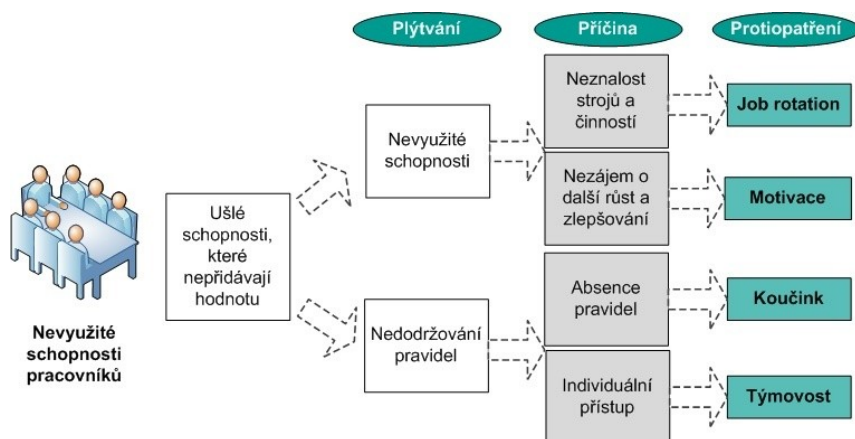 Plýtvání
Příčina
Protiopatření
Nevyužité
schopnosti
pracovníků
Ušlé
schopnosti,
které
nepřidávají
hodnotu
Nevyužité
schopnosti
Neznalost
strojů a
činností
Job rotation
Nezájem o
další růst a
zlepšování
Motivace
Nedodržování
pravidel
Absence
pravidel
Koučink
Individuální
přístup
Týmovost